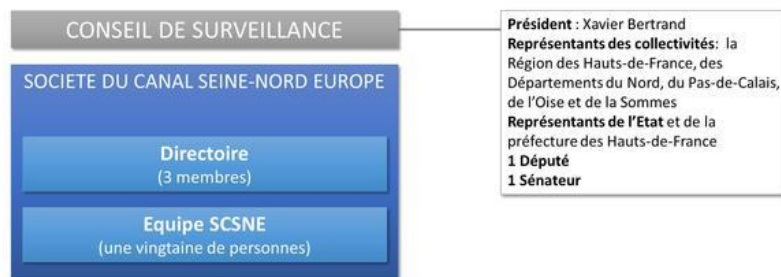 CONSEIL DE SURVEILLANCE
SOCIETE DU CANAL SEINE-NORD EUROPE
Directoire
(3 membres)
Equipe SCSNE
(une vingtaine de personnes)
Président : Xavier Bertrand
Représentants des collectivités: la
Région des Hauts-de-France, des
Départements du Nord, du Pas-de-Calais,
de l'Oise et de la Sommes
Représentants de l'Etat et de la
préfecture des Hauts-de-France
1 Député
1 Sénateur